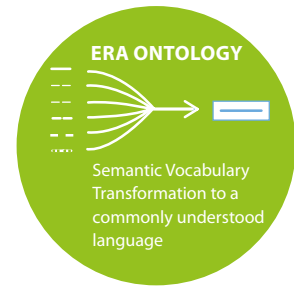 ERA ONTOLOGY
Semantic Vocabulary
Transformation to a
commonly understood
language